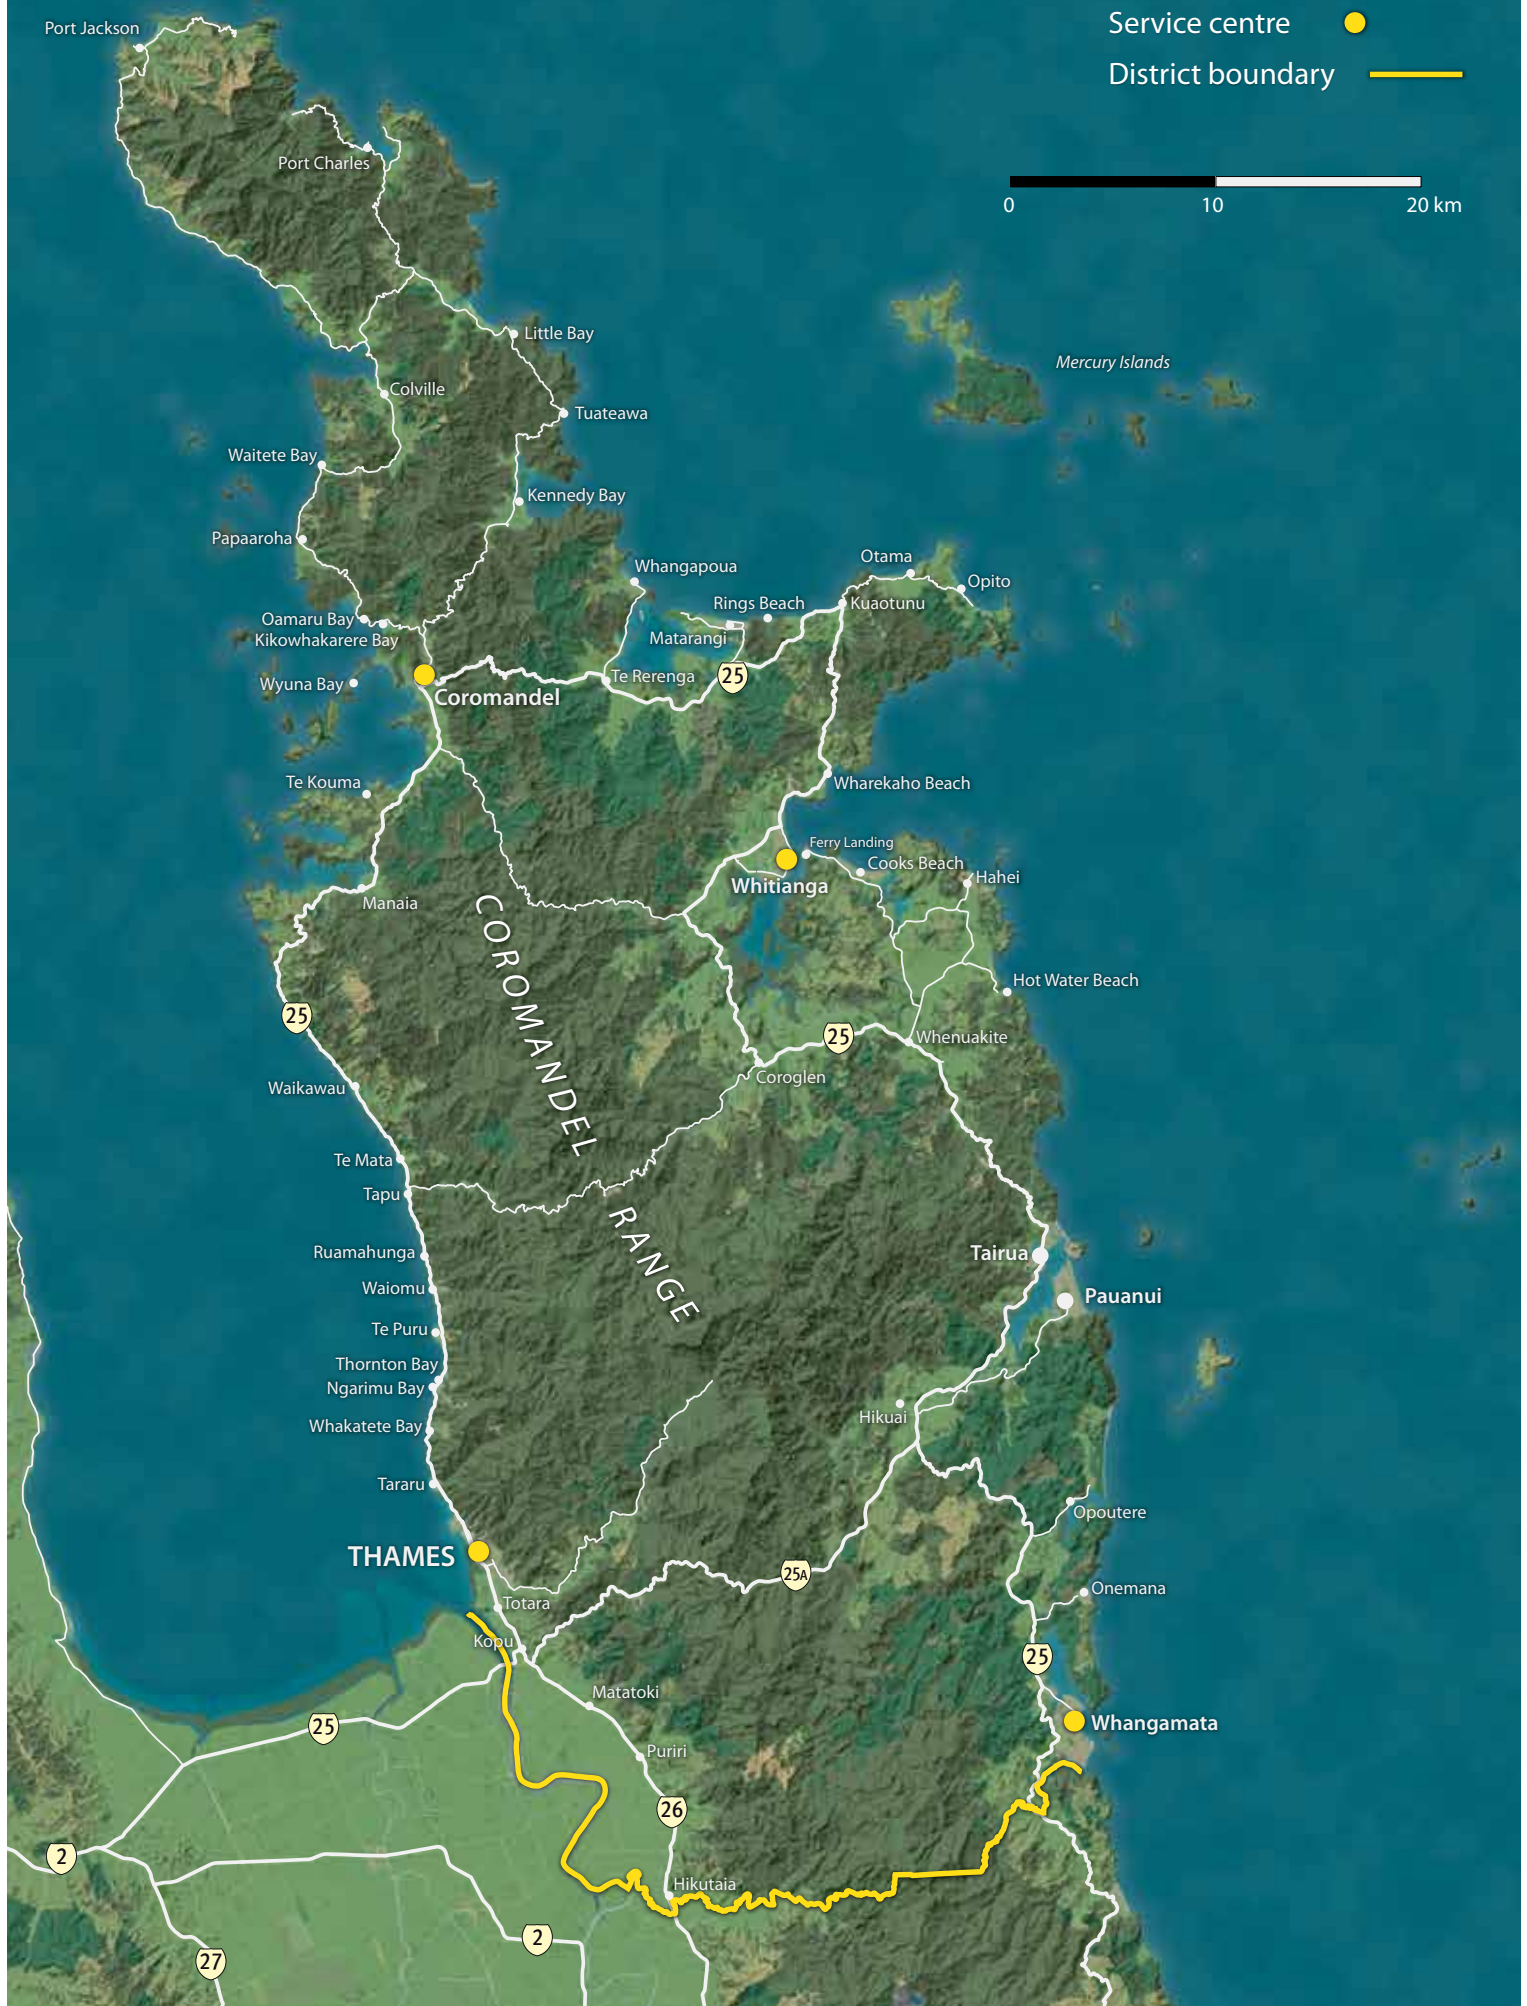 Port Jackson
Service centre
District boundary
Port Charles
0 10 20 km
Little Bay
Mercury Islands
Colville
Tuateawa
Waitete Bay
Kennedy Bay
Papaaroha
Otama
Whangapoua
Opito
Rings Beach
Kuaotunu
Oamaru Bay
Kikowhakarere Bay
Matarangi
Te Rerenga
25
Wyuna Bay
Coromandel
Te Kouma
Wharekaho Beach
Ferry Landing
Cooks Beach
Whitianga
Hahei
Manaia
COROMANDEL
RANGE
Hot Water Beach
25
25
Whenuakite
Coroglen
Waikawau
Te Mata
Tapu
Ruamahunga
Tairua
Waiomu
Pauanui
Te Puru
Thornton Bay
Ngarimu Bay
Hikuai
Whakatete Bay
Tararu
Opoutere
THAMES
25A
Onemana
Totara
Kopu
25
Matatoki
25
Whangamata
Puriri
26
2
Hikutaia
2
27